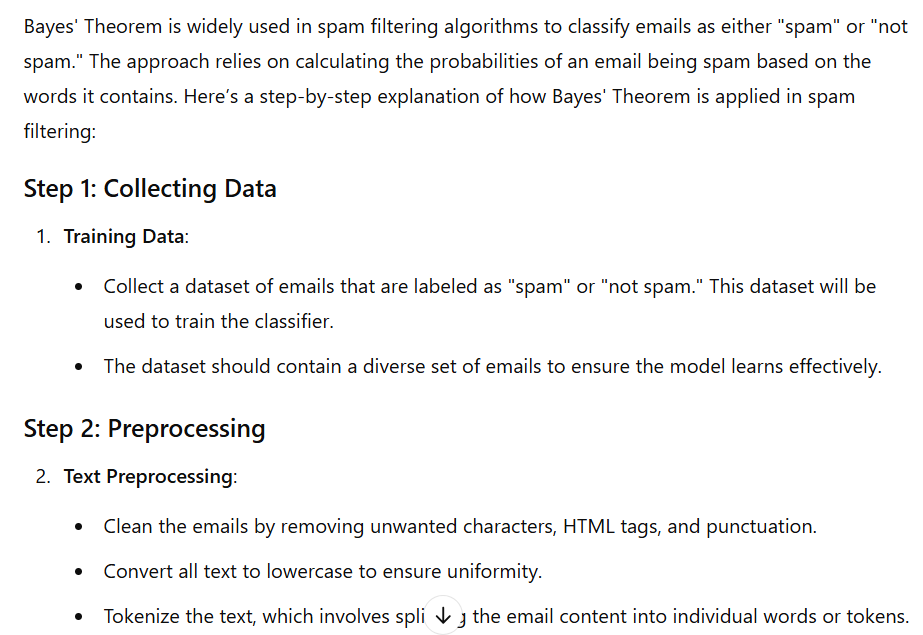 Bayes' Theorem is widely used in spam filtering algorithms to classify emails as either "spam" or "not
spam." The approach relies on calculating the probabilities of an email being spam based on the
words it contains. Here's a step-by-step explanation of how Bayes' Theorem is applied in spam
filtering:
Step 1: Collecting Data
1. Training Data:
• Collect a dataset of emails that are labeled as "spam" or "not spam." This dataset will be
used to train the classifier.
• The dataset should contain a diverse set of emails to ensure the model learns effectively.
Step 2: Preprocessing
2. Text Preprocessing:
• Clean the emails by removing unwanted characters, HTML tags, and punctuation.
• Convert all text to lowercase to ensure uniformity.
• Tokenize the text, which involves the email content into individual words or tokens.